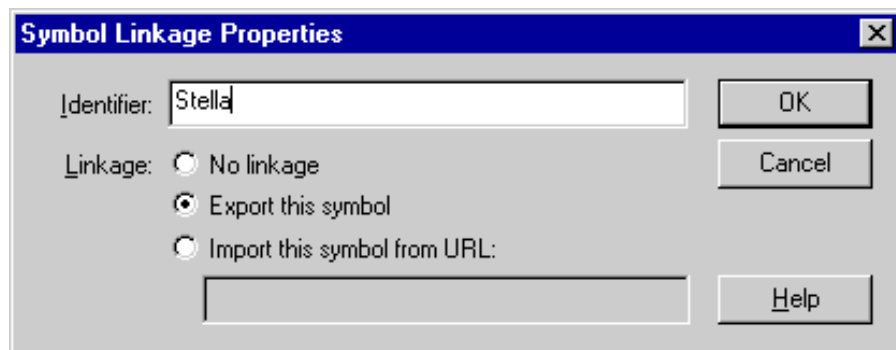 Symbol Linkage Properties
Identifier: Stella OK
Linkage: No linkage Cancel
Export this symbol
Import this symbol from URL:
Help